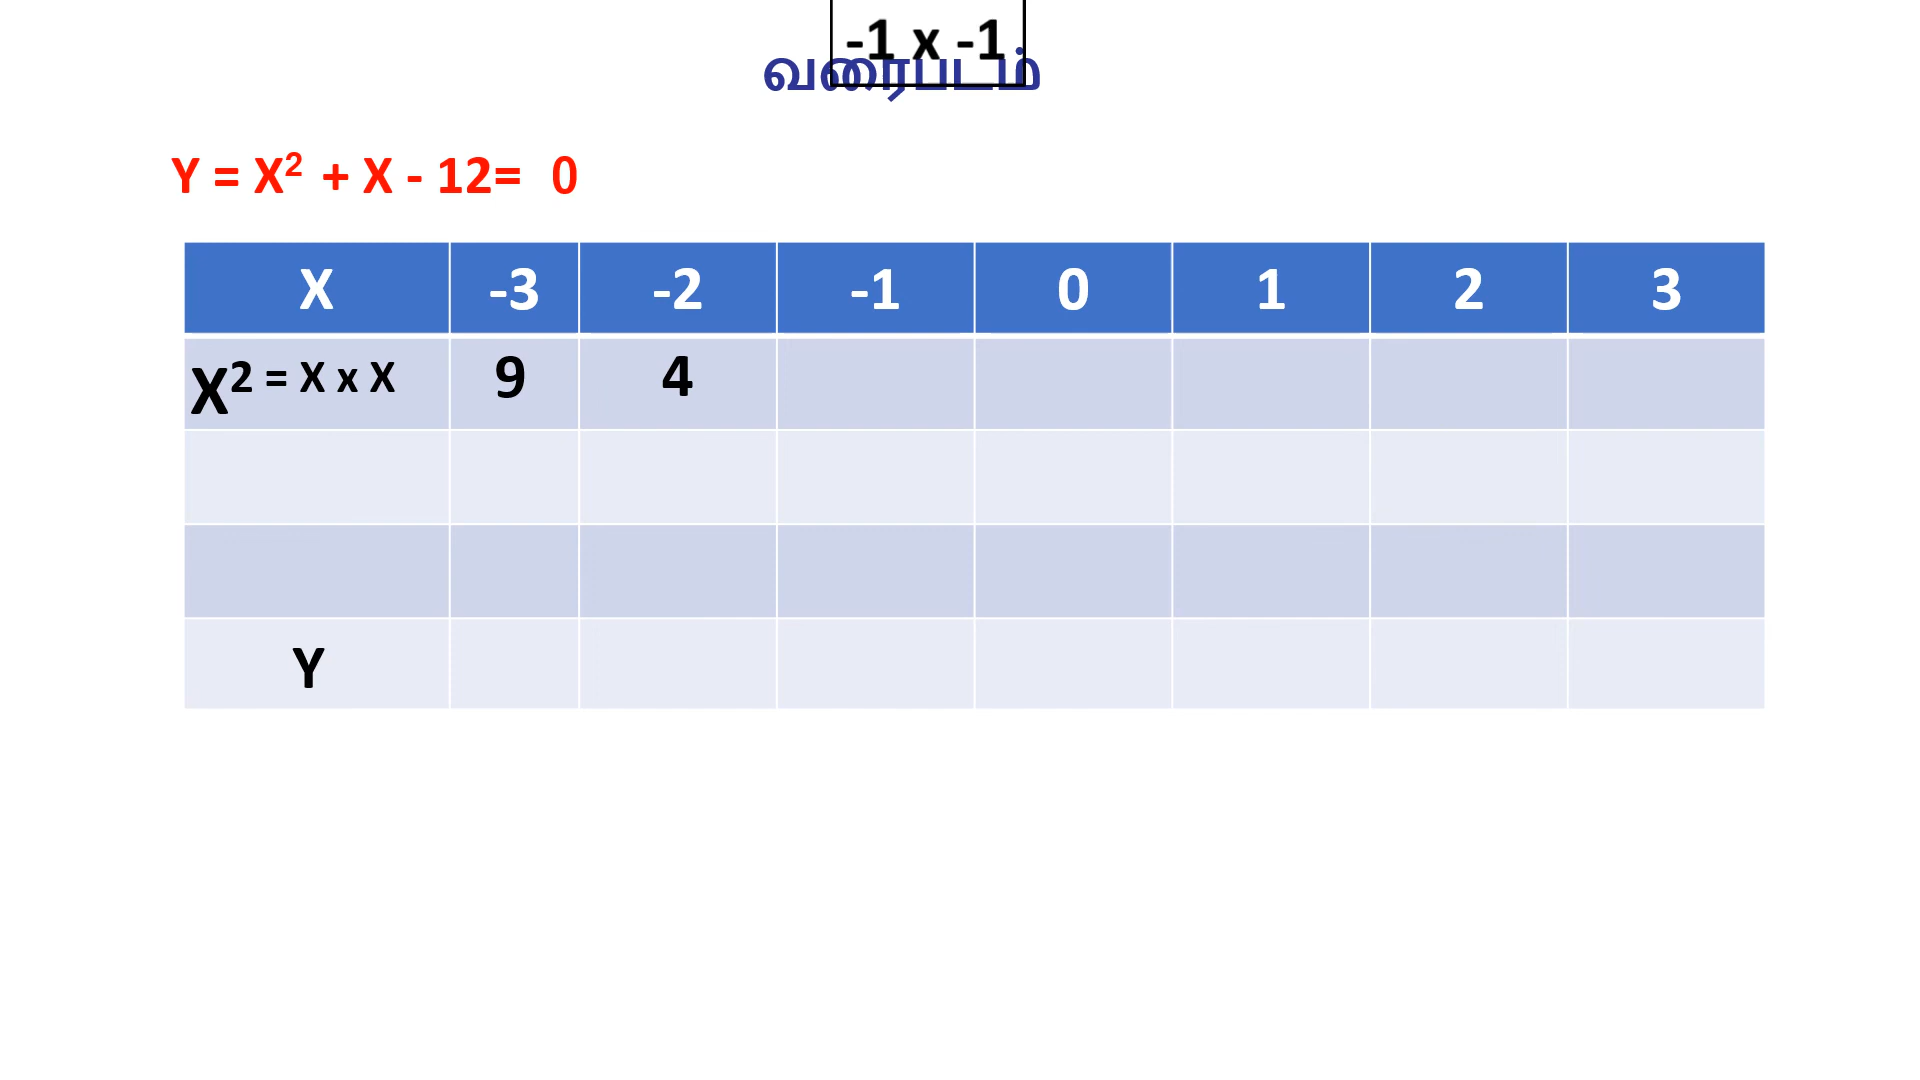 -1 x -1
வரைபடம்
Y = X² + X - 12= 0
X -3 -2 -1 0 1 2 3
X² = X x X 9 4
Y